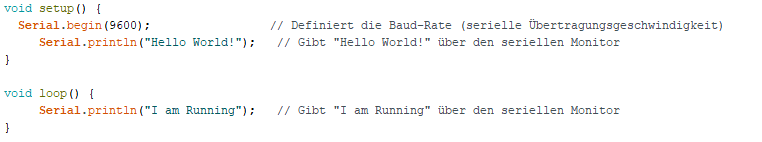 void setup() {
  Serial.begin(9600);                 // Definiert die Baud-Rate (serielle Übertragungsgeschwindigkeit)
     Serial.println("Hello World!");   // Gibt "Hello World!" über den seriellen Monitor
}

void loop() {
     Serial.println("I am Running");   // Gibt "I am Running" über den seriellen Monitor
}